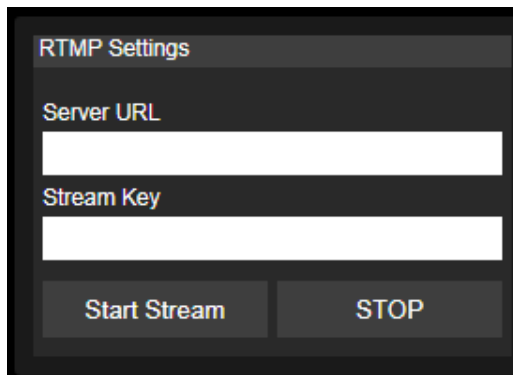 RTMP Settings
Server URL
Stream Key
Start Stream STOP